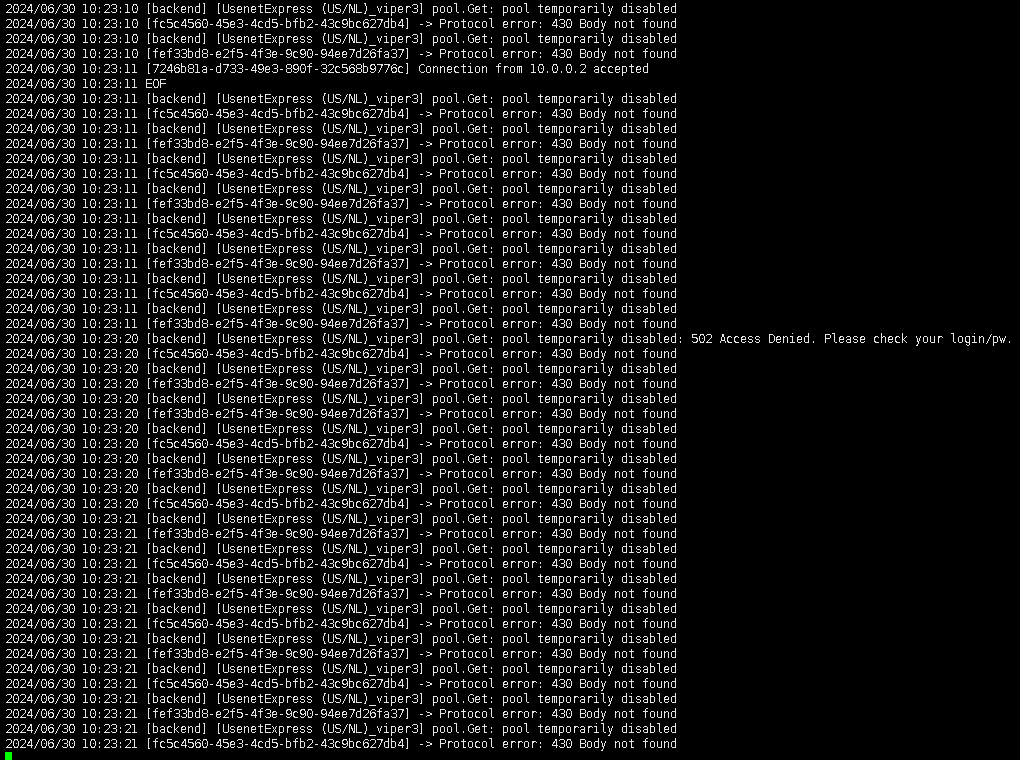 2024/06/30 10:23:10 [backend] [UsenetExpress (US/NL)_viper3] pool.Get: pool temporarily disabled
2024/06/30 10:23:10 [fc5c4560-45e3-4cd5-bfb2-43c9bc627db4] -> Protocol error: 430 Body not found
2024/06/30 10:23:10 [backend] [UsenetExpress (US/NL)_viper3] pool.Get: pool temporarily disabled
2024/06/30 10:23:10 [fef33bd8-e2f5-4f3e-9c90-94ee7d26fa37] -> Protocol error: 430 Body not found
2024/06/30 10:23:11 [7246b81a-d733-49e3-890f-32c568b9776c] Connection from 10.0.0.2 accepted
2024/06/30 10:23:11 EOF
2024/06/30 10:23:11 [backend] [UsenetExpress (US/NL)_viper3] pool.Get: pool temporarily disabled
2024/06/30 10:23:11 [fc5c4560-45e3-4cd5-bfb2-43c9bc627db4] -> Protocol error: 430 Body not found
2024/06/30 10:23:11 [backend] [UsenetExpress (US/NL)_viper3] pool.Get: pool temporarily disabled
2024/06/30 10:23:11 [fef33bd8-e2f5-4f3e-9c90-94ee7d26fa37] -> Protocol error: 430 Body not found
2024/06/30 10:23:11 [backend] [UsenetExpress (US/NL)_viper3] pool.Get: pool temporarily disabled
2024/06/30 10:23:11 [fc5c4560-45e3-4cd5-bfb2-43c9bc627db4] -> Protocol error: 430 Body not found
2024/06/30 10:23:11 [backend] [UsenetExpress (US/NL)_viper3] pool.Get: pool temporarily disabled
2024/06/30 10:23:11 [fef33bd8-e2f5-4f3e-9c90-94ee7d26fa37] -> Protocol error: 430 Body not found
2024/06/30 10:23:11 [backend] [UsenetExpress (US/NL)_viper3] pool.Get: pool temporarily disabled
2024/06/30 10:23:11 [fc5c4560-45e3-4cd5-bfb2-43c9bc627db4] -> Protocol error: 430 Body not found
2024/06/30 10:23:11 [backend] [UsenetExpress (US/NL)_viper3] pool.Get: pool temporarily disabled
2024/06/30 10:23:11 [fef33bd8-e2f5-4f3e-9c90-94ee7d26fa37] -> Protocol error: 430 Body not found
2024/06/30 10:23:11 [backend] [UsenetExpress (US/NL)_viper3] pool.Get: pool temporarily disabled
2024/06/30 10:23:11 [fc5c4560-45e3-4cd5-bfb2-43c9bc627db4] -> Protocol error: 430 Body not found
2024/06/30 10:23:11 [backend] [UsenetExpress (US/NL)_viper3] pool.Get: pool temporarily disabled
2024/06/30 10:23:11 [fef33bd8-e2f5-4f3e-9c90-94ee7d26fa37] -> Protocol error: 430 Body not found
2024/06/30 10:23:20 [backend] [UsenetExpress (US/NL)_viper3] pool.Get: pool temporarily disabled: 502 Access Denied. Please check your login/pw.
2024/06/30 10:23:20 [fc5c4560-45e3-4cd5-bfb2-43c9bc627db4] -> Protocol error: 430 Body not found
2024/06/30 10:23:20 [backend] [UsenetExpress (US/NL)_viper3] pool.Get: pool temporarily disabled
2024/06/30 10:23:20 [fef33bd8-e2f5-4f3e-9c90-94ee7d26fa37] -> Protocol error: 430 Body not found
2024/06/30 10:23:20 [backend] [UsenetExpress (US/NL)_viper3] pool.Get: pool temporarily disabled
2024/06/30 10:23:20 [fef33bd8-e2f5-4f3e-9c90-94ee7d26fa37] -> Protocol error: 430 Body not found
2024/06/30 10:23:20 [backend] [UsenetExpress (US/NL)_viper3] pool.Get: pool temporarily disabled
2024/06/30 10:23:20 [fc5c4560-45e3-4cd5-bfb2-43c9bc627db4] -> Protocol error: 430 Body not found
2024/06/30 10:23:20 [backend] [UsenetExpress (US/NL)_viper3] pool.Get: pool temporarily disabled
2024/06/30 10:23:20 [fef33bd8-e2f5-4f3e-9c90-94ee7d26fa37] -> Protocol error: 430 Body not found
2024/06/30 10:23:20 [backend] [UsenetExpress (US/NL)_viper3] pool.Get: pool temporarily disabled
2024/06/30 10:23:20 [fc5c4560-45e3-4cd5-bfb2-43c9bc627db4] -> Protocol error: 430 Body not found
2024/06/30 10:23:21 [backend] [UsenetExpress (US/NL)_viper3] pool.Get: pool temporarily disabled
2024/06/30 10:23:21 [fef33bd8-e2f5-4f3e-9c90-94ee7d26fa37] -> Protocol error: 430 Body not found
2024/06/30 10:23:21 [backend] [UsenetExpress (US/NL)_viper3] pool.Get: pool temporarily disabled
2024/06/30 10:23:21 [fc5c4560-45e3-4cd5-bfb2-43c9bc627db4] -> Protocol error: 430 Body not found
2024/06/30 10:23:21 [backend] [UsenetExpress (US/NL)_viper3] pool.Get: pool temporarily disabled
2024/06/30 10:23:21 [fef33bd8-e2f5-4f3e-9c90-94ee7d26fa37] -> Protocol error: 430 Body not found
2024/06/30 10:23:21 [backend] [UsenetExpress (US/NL)_viper3] pool.Get: pool temporarily disabled
2024/06/30 10:23:21 [fc5c4560-45e3-4cd5-bfb2-43c9bc627db4] -> Protocol error: 430 Body not found
2024/06/30 10:23:21 [backend] [UsenetExpress (US/NL)_viper3] pool.Get: pool temporarily disabled
2024/06/30 10:23:21 [fef33bd8-e2f5-4f3e-9c90-94ee7d26fa37] -> Protocol error: 430 Body not found
2024/06/30 10:23:21 [backend] [UsenetExpress (US/NL)_viper3] pool.Get: pool temporarily disabled
2024/06/30 10:23:21 [fc5c4560-45e3-4cd5-bfb2-43c9bc627db4] -> Protocol error: 430 Body not found
2024/06/30 10:23:21 [backend] [UsenetExpress (US/NL)_viper3] pool.Get: pool temporarily disabled
2024/06/30 10:23:21 [fef33bd8-e2f5-4f3e-9c90-94ee7d26fa37] -> Protocol error: 430 Body not found
2024/06/30 10:23:21 [backend] [UsenetExpress (US/NL)_viper3] pool.Get: pool temporarily disabled
2024/06/30 10:23:21 [fc5c4560-45e3-4cd5-bfb2-43c9bc627db4] -> Protocol error: 430 Body not found